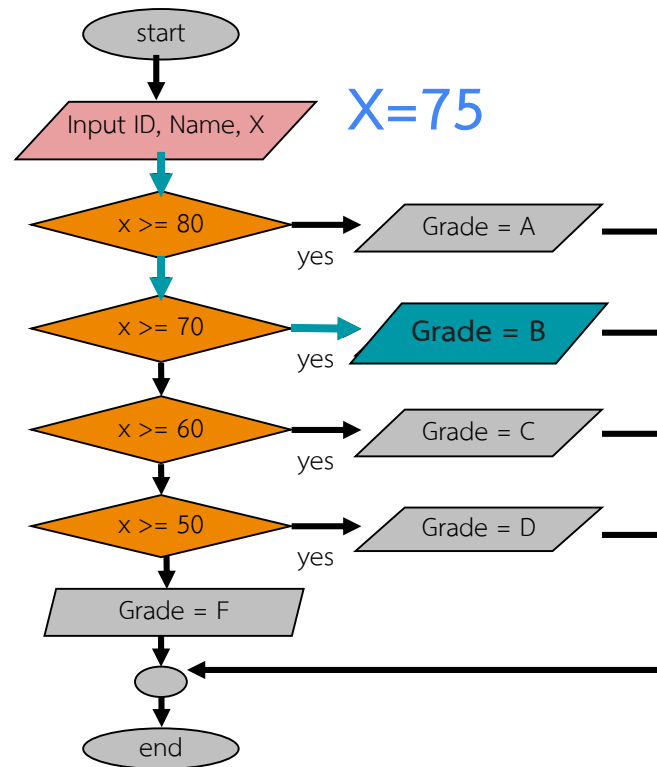 start
Input ID, Name, X
X=75
x >= 80
yes
Grade = A
x >= 70
yes
Grade = B
x >= 60
yes
Grade = C
x >= 50
yes
Grade = D
Grade = F
end